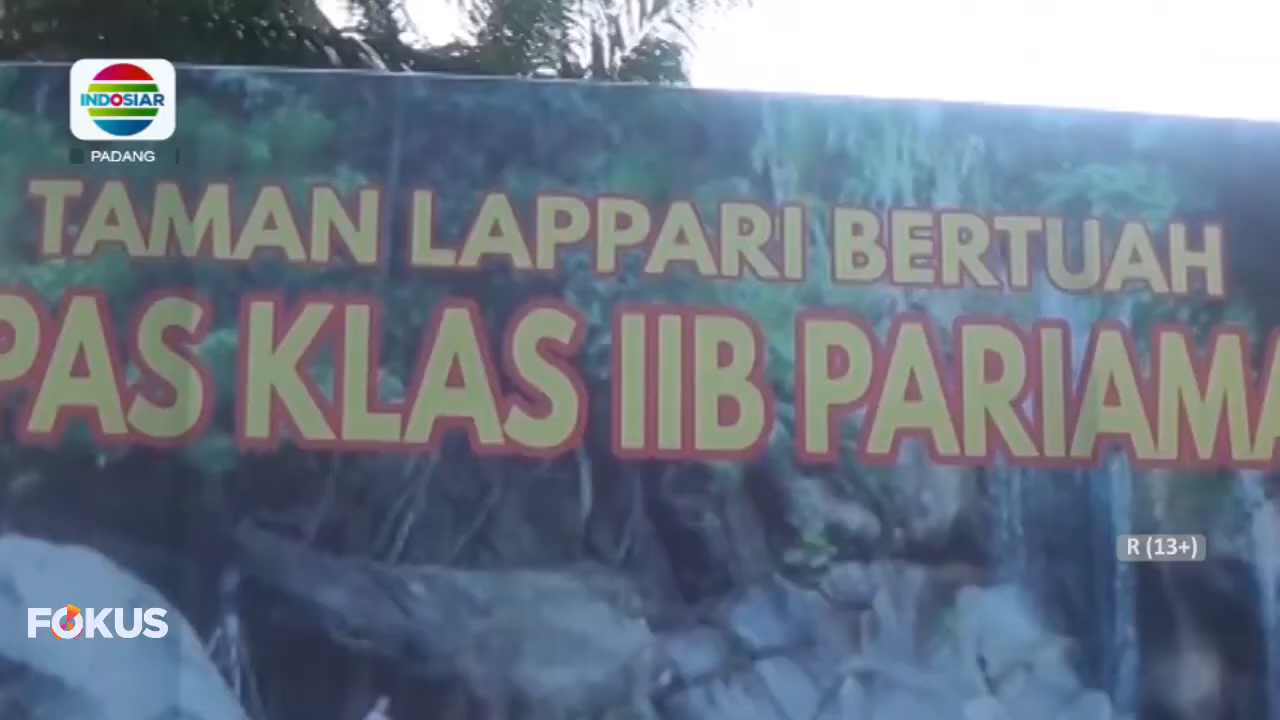 INDOSIAR
PADANG
TAMAN LAPPARI BERTUAH
PAS KLAS IIB PARIAMA
R (13+)
FOKUS